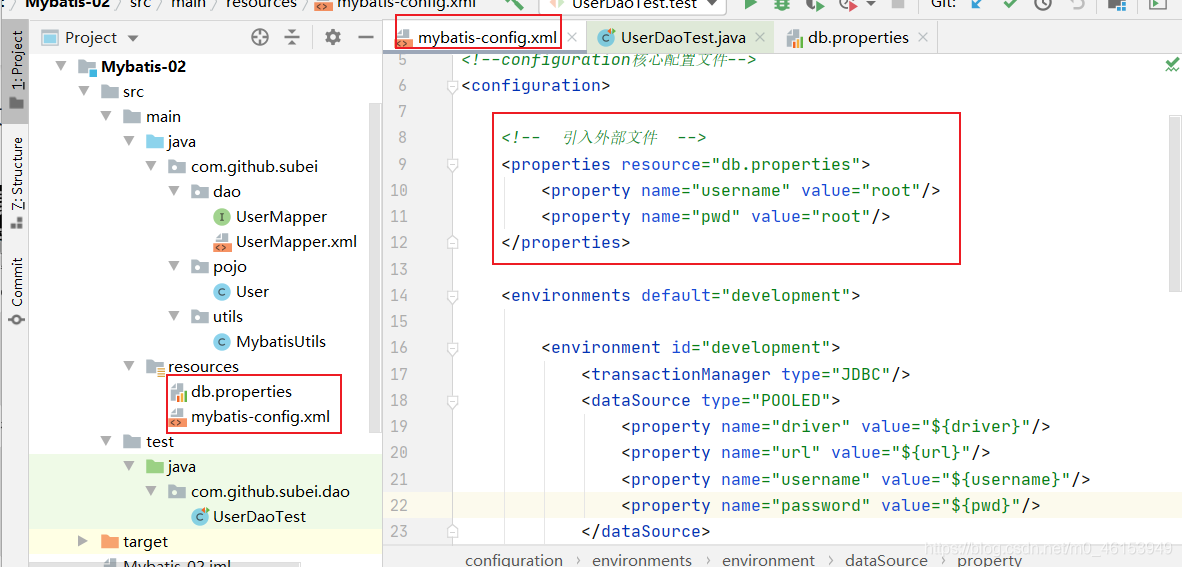 Mybatis-02 src main resources mybatis-config.xml UserDaoTest.test Git:
Project
mybatis-config.xml UserDaoTest.java db.properties
1: Project
Z: Structure
Commit
Mybatis-02
src
main
java
com.github.subei
dao
UserMapper
UserMapper.xml
pojo
User
utils
MybatisUtils
resources
db.properties
mybatis-config.xml
test
java
com.github.subei.dao
UserDaoTest
target
Mybatis-02.iml
5 <!--configuration核心配置文件-->
6 <configuration>
7
8 <!-- 引入外部文件 -->
9 <properties resource="db.properties">
10 <property name="username" value="root"/>
11 <property name="pwd" value="root"/>
12 </properties>
13
14 <environments default="development">
15
16 <environment id="development">
17 <transactionManager type="JDBC"/>
18 <dataSource type="POOLED">
19 <property name="driver" value="${driver}"/>
20 <property name="url" value="${url}"/>
21 <property name="username" value="${username}"/>
22 <property name="password" value="${pwd}"/>
23 </dataSource>
configuration › environments › environment › dataSource › property
https://blog.csdn.net/m0_46153949